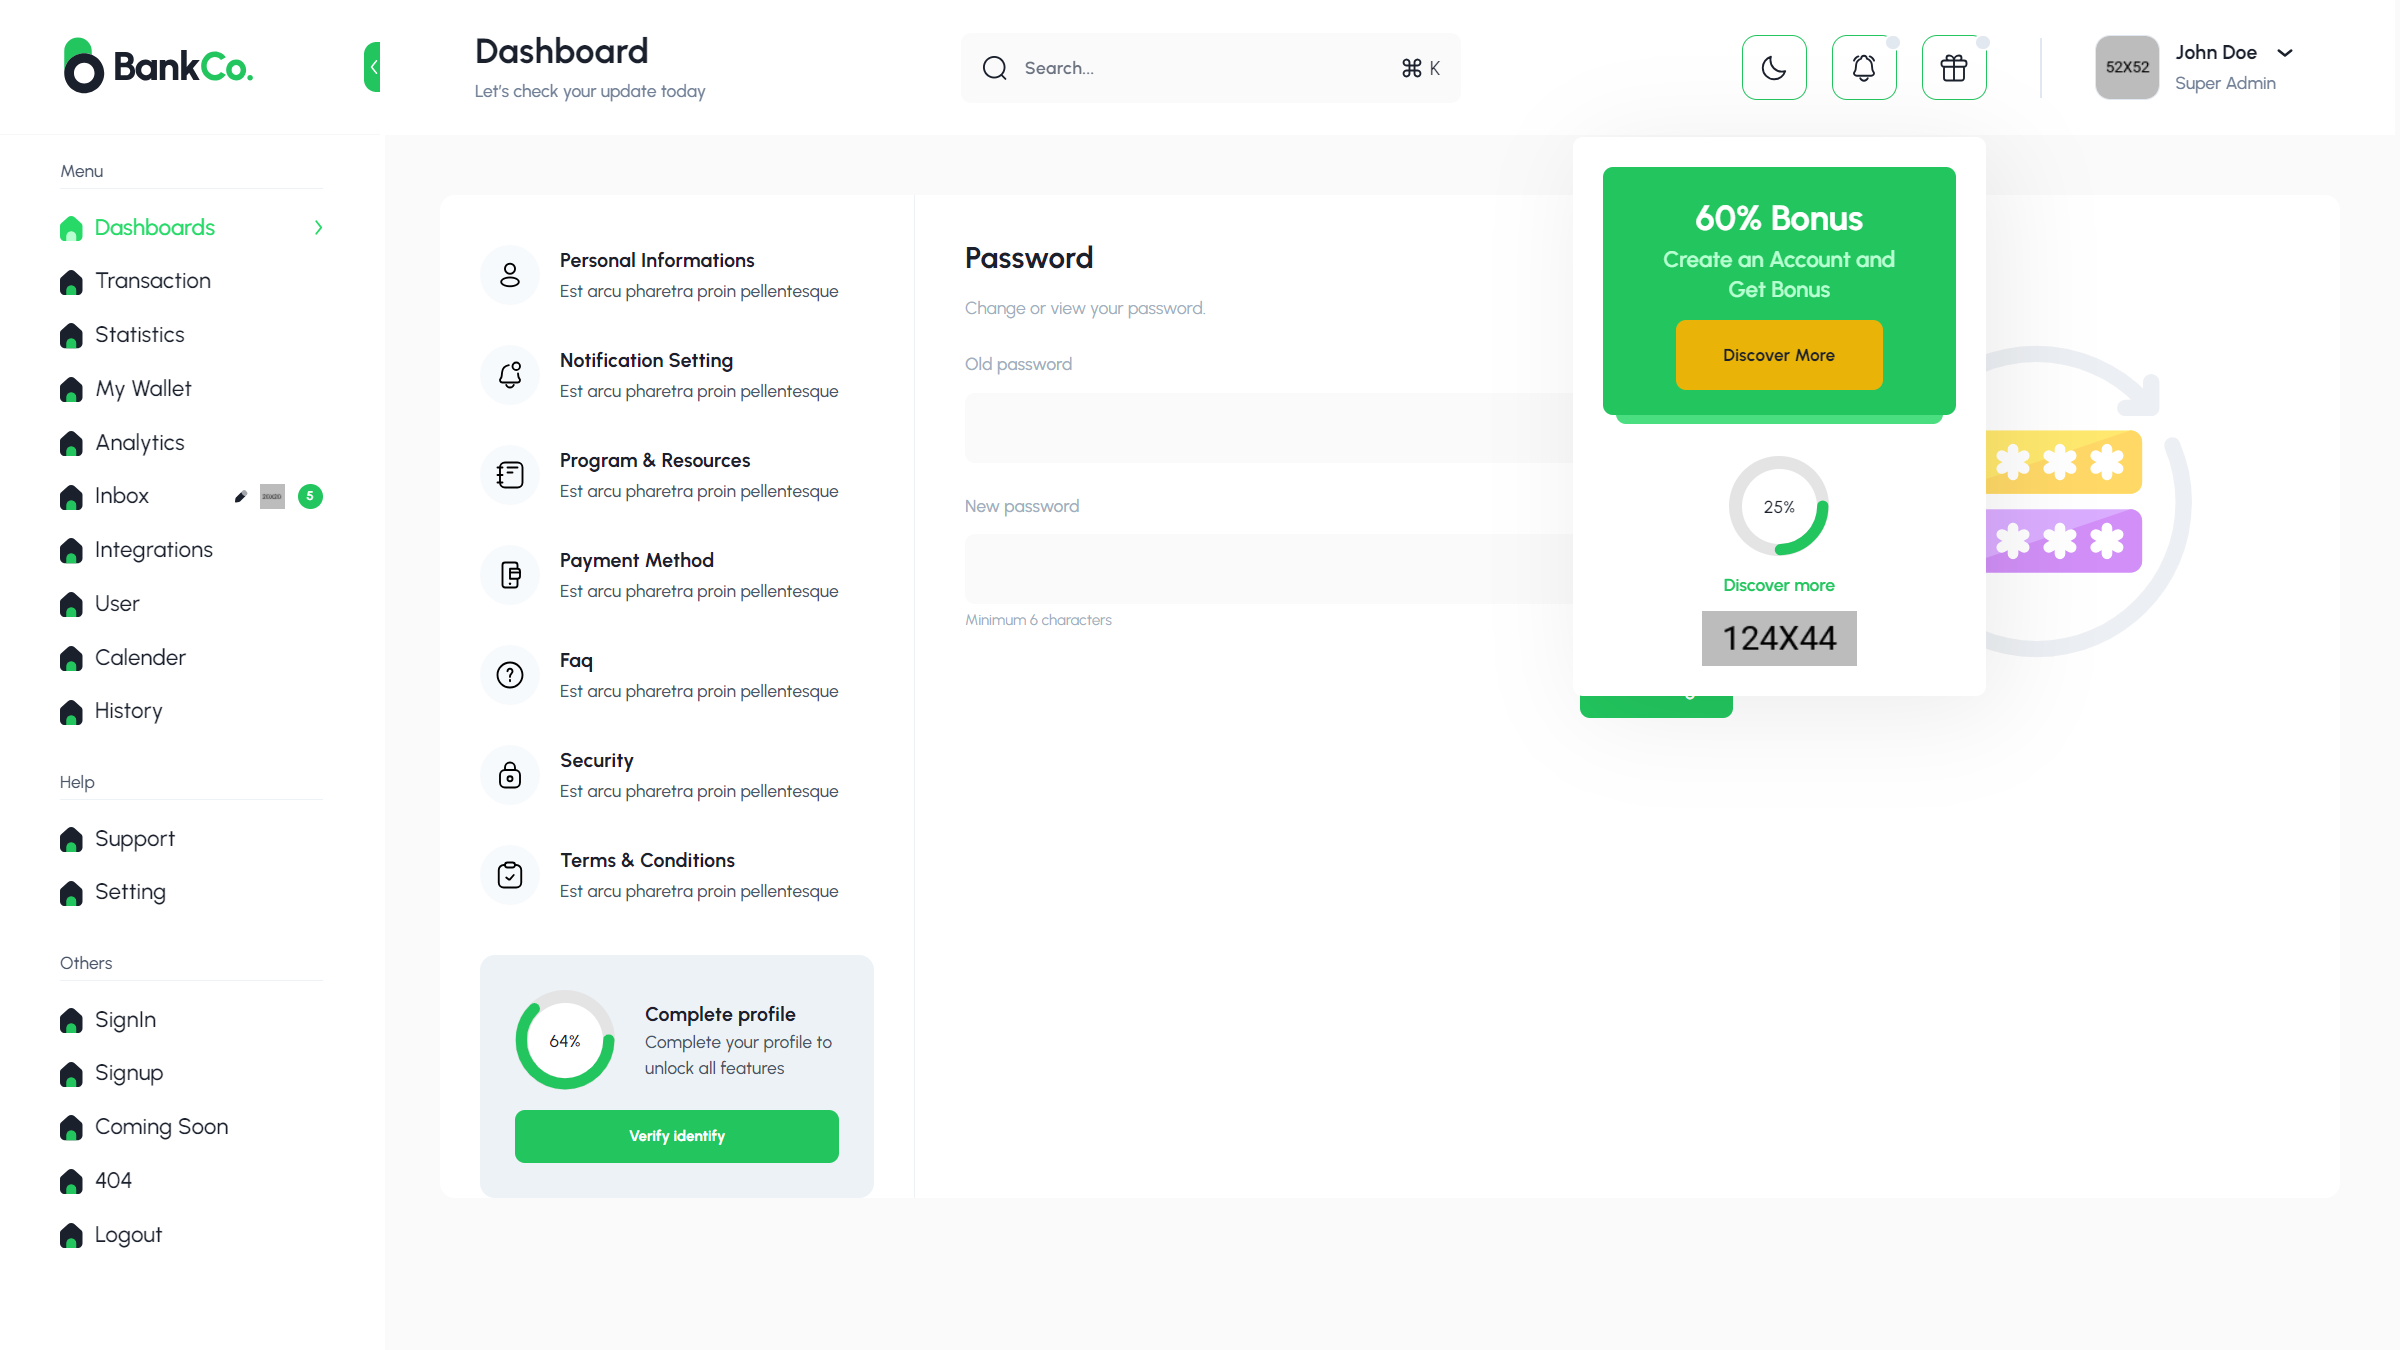 BankCo.
Dashboard
Let's check your update today
Search...
⌘ K
52X52
John Doe
Super Admin
Menu
Dashboards
Transaction
Statistics
My Wallet
Analytics
Inbox
5
Integrations
User
Calender
History
Help
Support
Setting
Others
SignIn
Signup
Coming Soon
404
Logout
Personal Informations
Est arcu pharetra proin pellentesque
Notification Setting
Est arcu pharetra proin pellentesque
Program & Resources
Est arcu pharetra proin pellentesque
Payment Method
Est arcu pharetra proin pellentesque
Faq
Est arcu pharetra proin pellentesque
Security
Est arcu pharetra proin pellentesque
Terms & Conditions
Est arcu pharetra proin pellentesque
64%
Complete profile
Complete your profile to
unlock all features
Verify identify
Password
Change or view your password.
Old password
New password
Minimum 6 characters
60% Bonus
Create an Account and
Get Bonus
Discover More
25%
Discover more
124X44